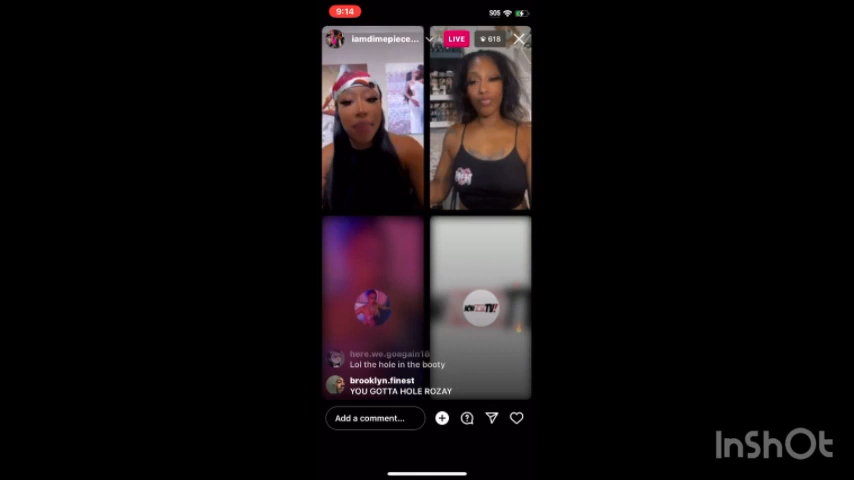 9:14
SOS
iamdimepiece...
LIVE
618
here.we.goagain18
Lol the hole in the booty
brooklyn.finest
YOU GOTTA HOLE ROZAY
Add a comment...
InShOt